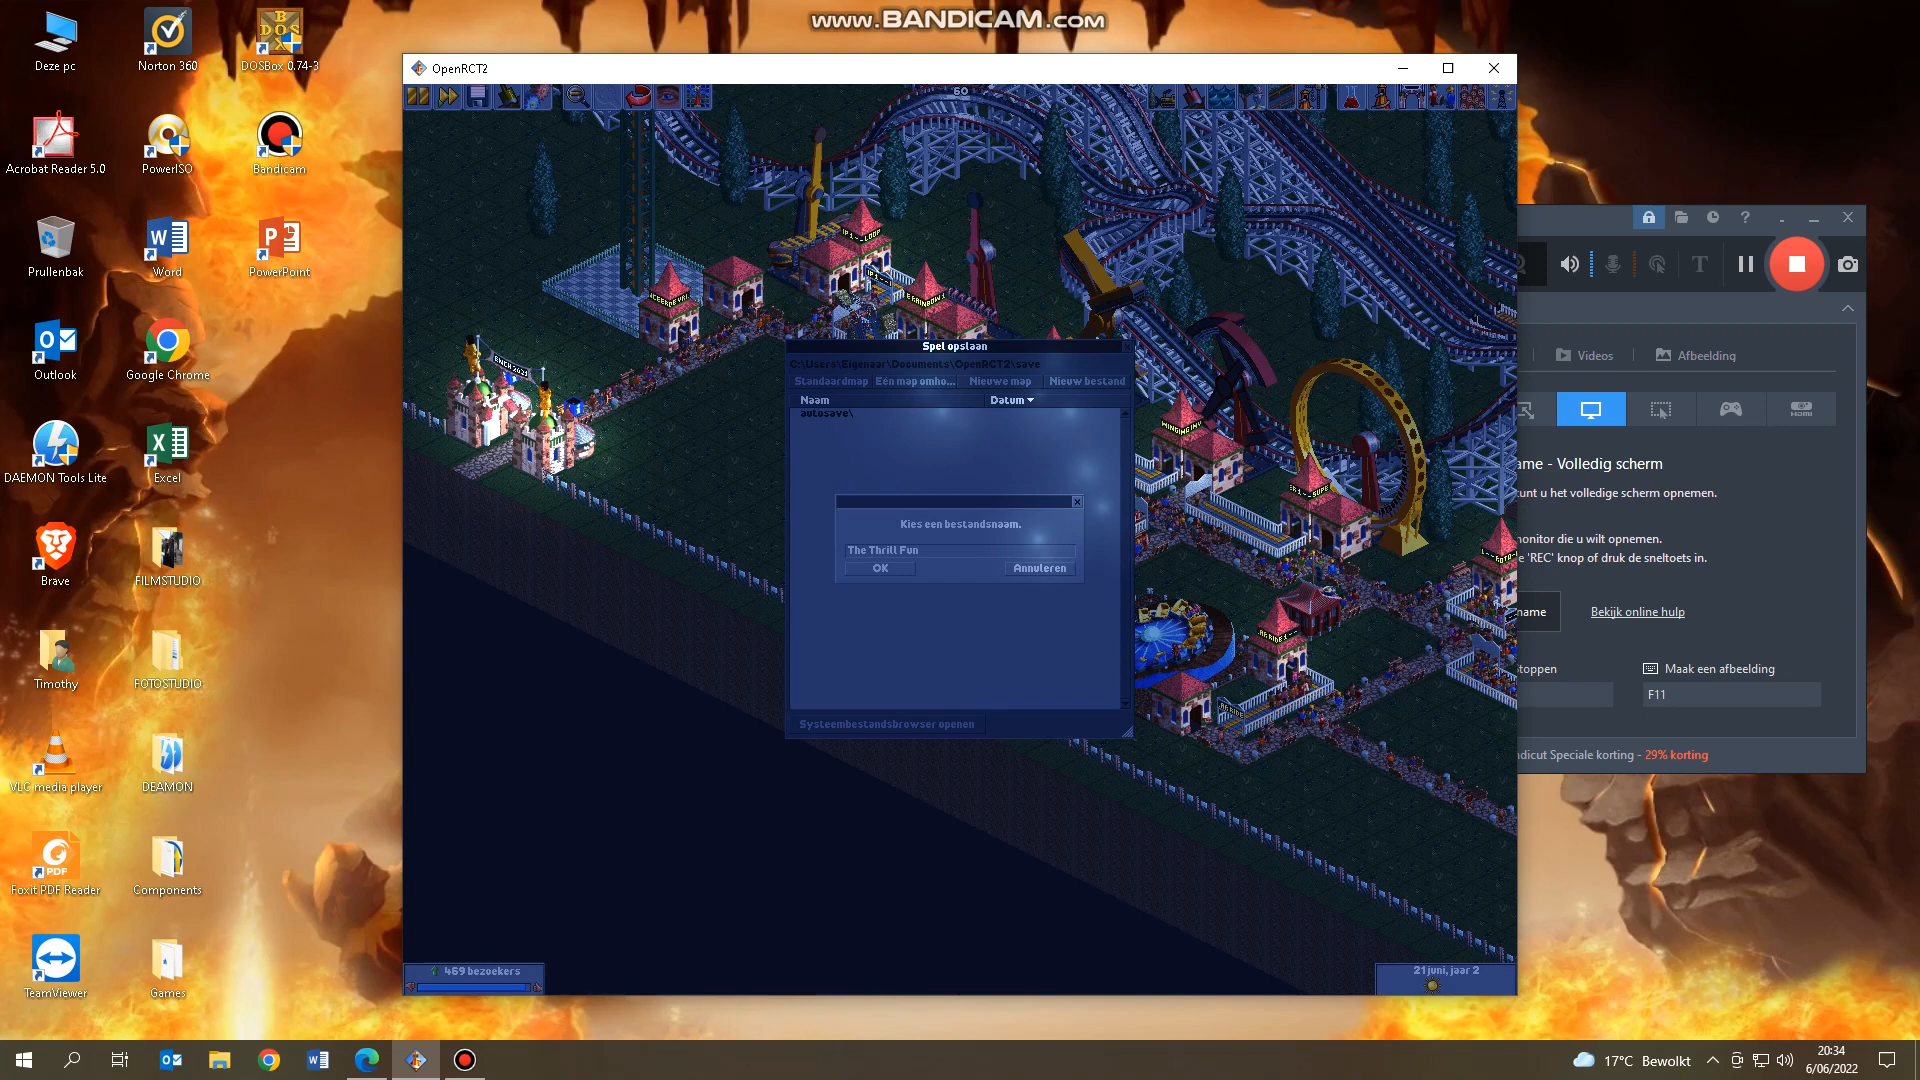 www.BANDICAM.com
Deze pc
Norton 360
DOSBox 0.74-3
Acrobat Reader 5.0
PowerISO
Bandicam
Prullenbak
Word
PowerPoint
Outlook
Google Chrome
DAEMON Tools Lite
Excel
Brave
FILMSTUDIO
Timothy
FOTOSTUDIO
VLC media player
DEAMON
Foxit PDF Reader
Components
TeamViewer
Games
OpenRCT2
60
Spel opslaan
C:\Users\Eigenaar\Documents\OpenRCT2\save
Standaardmap
Eén map omho...
Nieuwe map
Nieuw bestand
Naam
Datum
autosave\
Kies een bestandsnaam.
The Thrill Fun
OK
Annuleren
Systeembestandsbrowser openen
469 bezoekers
21 juni, jaar 2
Videos
Afbeelding
HDMI
ame - Volledig scherm
unt u het volledige scherm opnemen.
monitor die u wilt opnemen.
e 'REC' knop of druk de sneltoets in.
name
Bekijk online hulp
toppen
Maak een afbeelding
F11
ndicut Speciale korting - 29% korting
17°C Bewolkt
20:34
6/06/2022